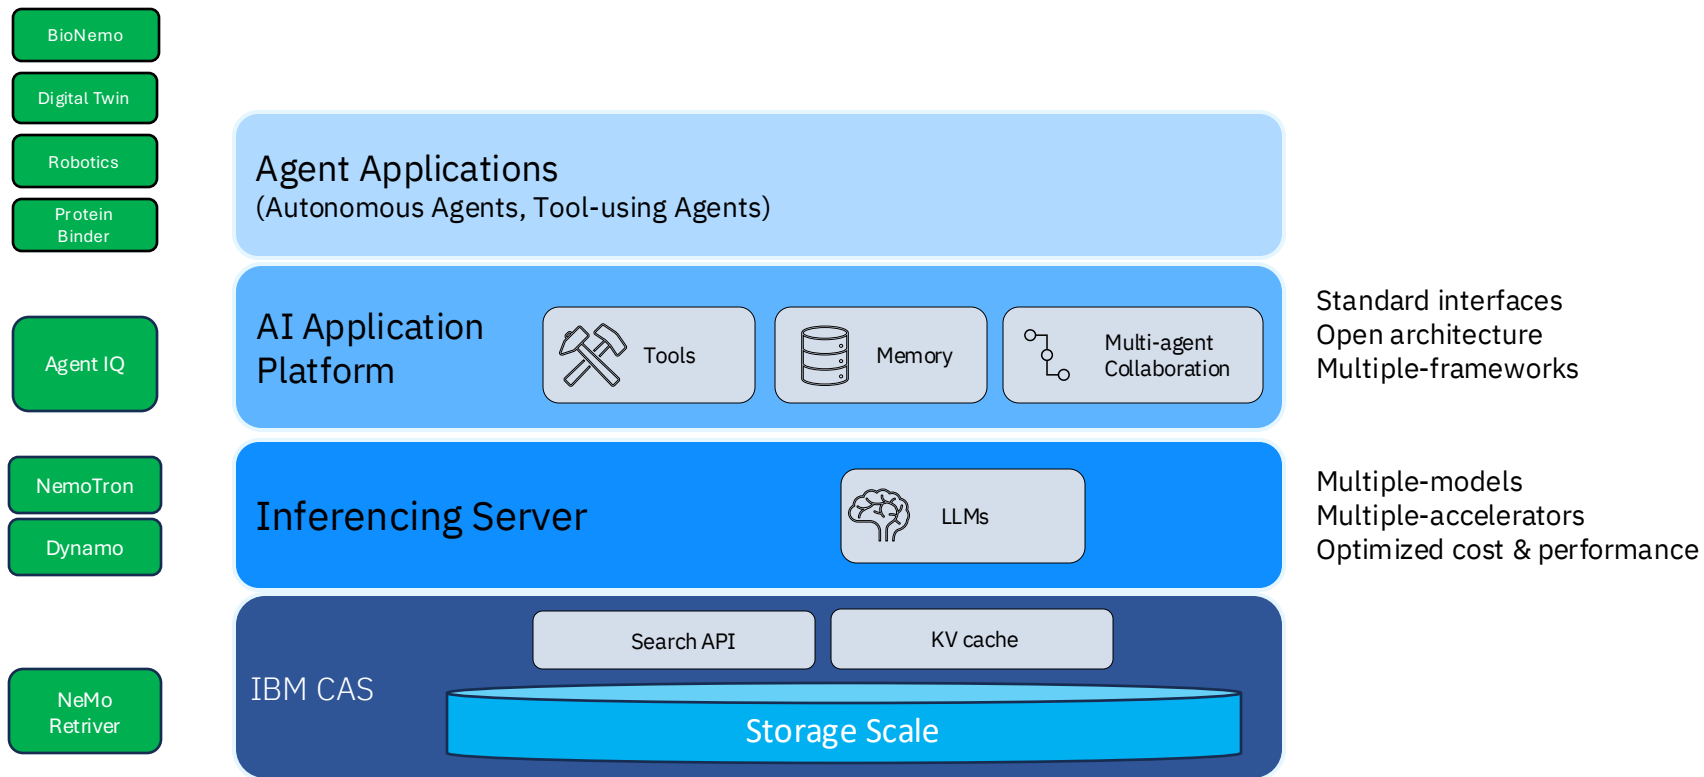 BioNemo
Digital Twin
Robotics
Protein
Binder
Agent Applications
(Autonomous Agents, Tool-using Agents)
Agent IQ
AI Application
Platform
Tools
Memory
Multi-agent
Collaboration
Standard interfaces
Open architecture
Multiple-frameworks
NemoTron
Dynamo
Inferencing Server
LLMs
Multiple-models
Multiple-accelerators
Optimized cost & performance
NeMo
Retriver
IBM CAS
Search API
KV cache
Storage Scale